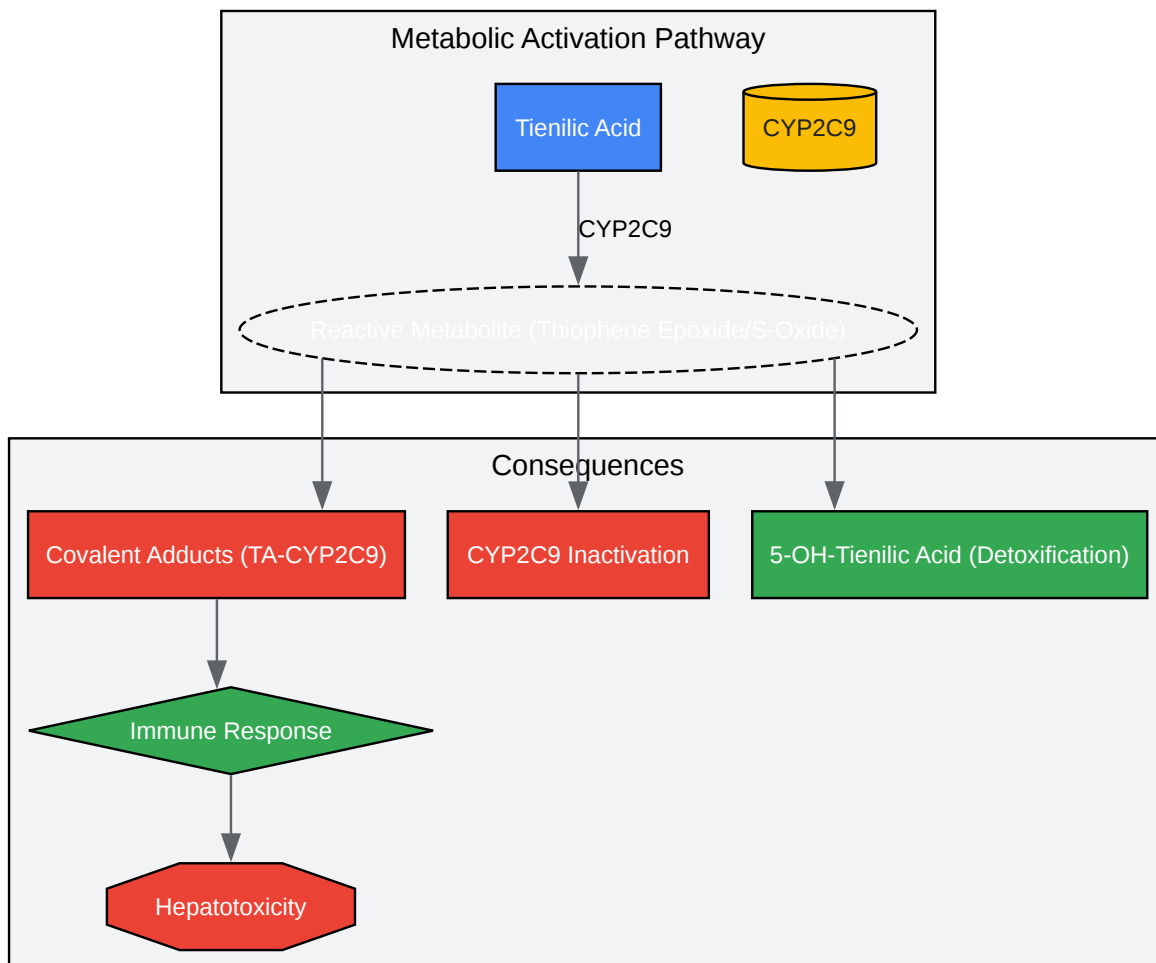 Metabolic Activation Pathway
Tienilic Acid
CYP2C9
CYP2C9
Reactive Metabolite (Thiophene Epoxide/S-Oxide)
Consequences
Covalent Adducts (TA-CYP2C9)
CYP2C9 Inactivation
5-OH-Tienilic Acid (Detoxification)
Immune Response
Hepatotoxicity